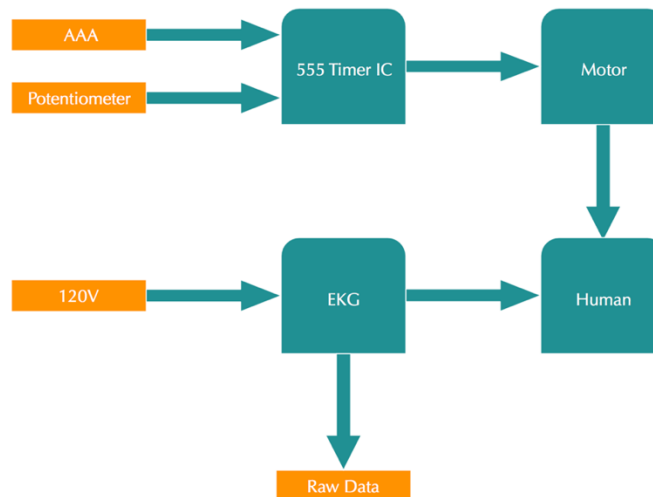 AAA
555 Timer IC
Motor
Potentiometer
120V
EKG
Human
Raw Data